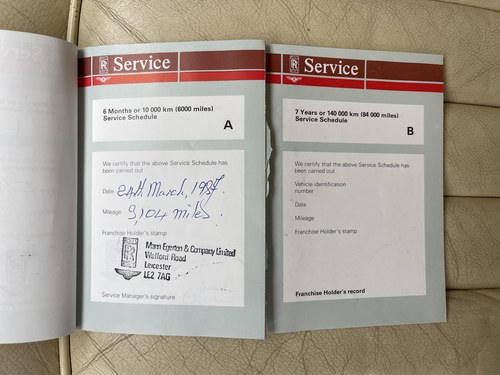 RR Service
6 Months or 10 000 km (6000 miles)
Service Schedule
A
We certify that the above Service Schedule has
been carried out
Date 24th March, 1987.
Mileage 9,104 miles.
Franchise Holder's stamp
RR
Mann Egerton & Company Limited
Watford Road
Leicester
LE2 7AG
Service Manager's signature
RR Service
7 Years or 140 000 km (84 000 miles)
Service Schedule
B
We certify that the above Service Schedule has
been carried out
Vehicle identification
number
Date
Mileage
Franchise Holder's stamp
Franchise Holder's record